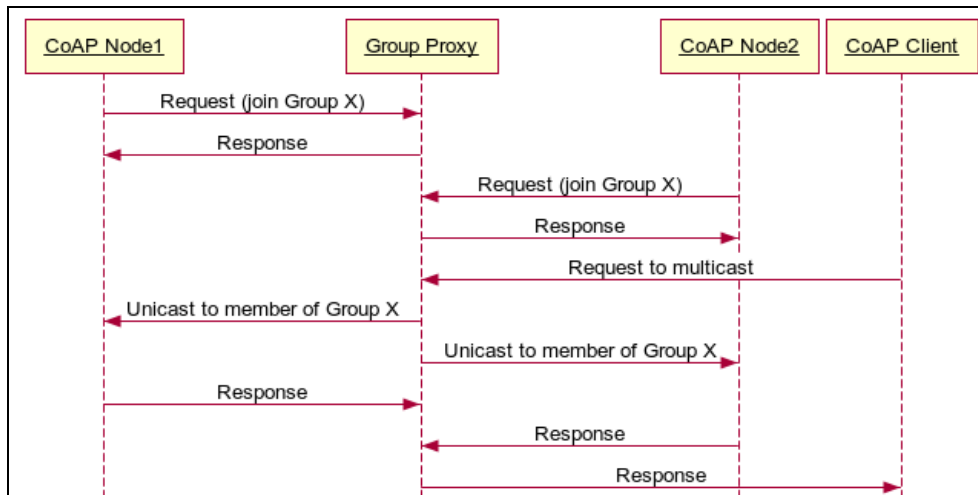 CoAP Node1
Group Proxy
CoAP Node2
CoAP Client
Request (join Group X)
Response
Request (join Group X)
Response
Request to multicast
Unicast to member of Group X
Unicast to member of Group X
Response
Response
Response